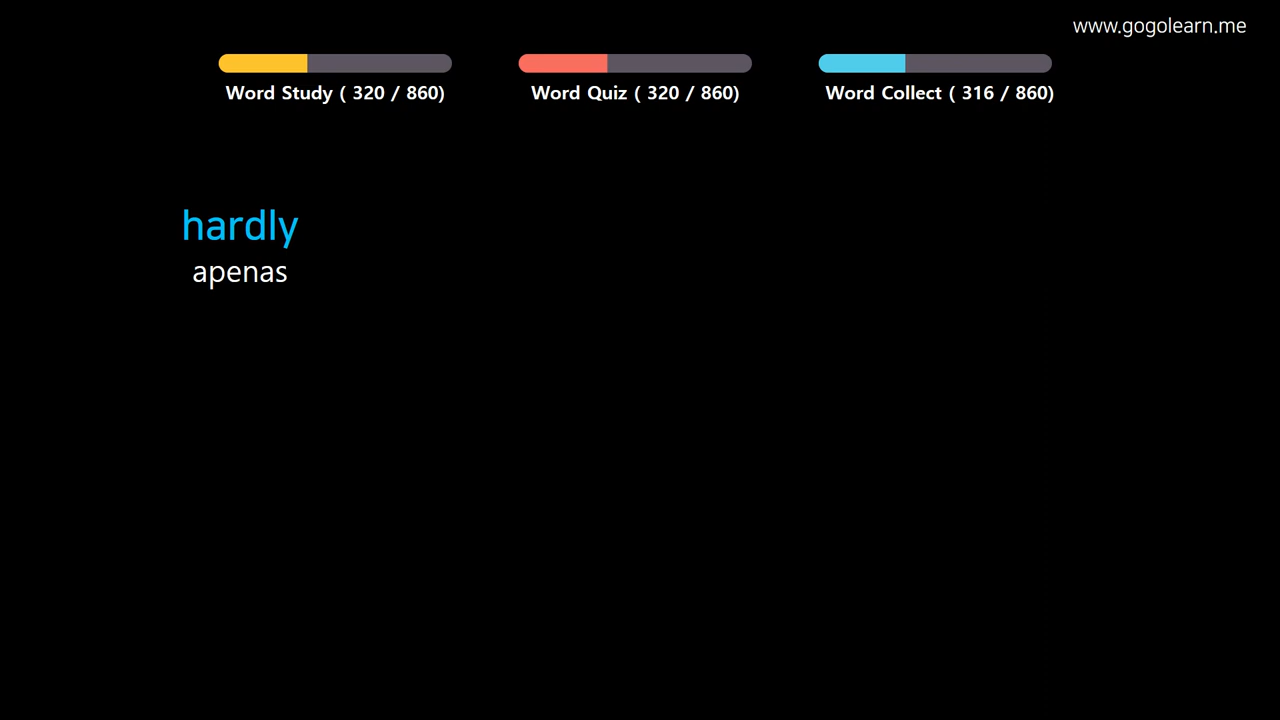 www.gogolearn.me
Word Study ( 320 / 860)
Word Quiz ( 320 / 860)
Word Collect ( 316 / 860)
hardly
apenas